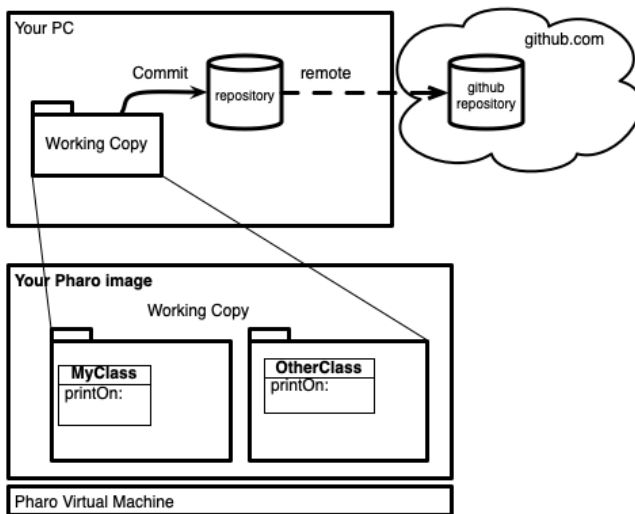 Your PC
github.com
Commit
remote
repository
github
repository
Working Copy
Your Pharo image
Working Copy
MyClass
printOn:
OtherClass
printOn:
Pharo Virtual Machine